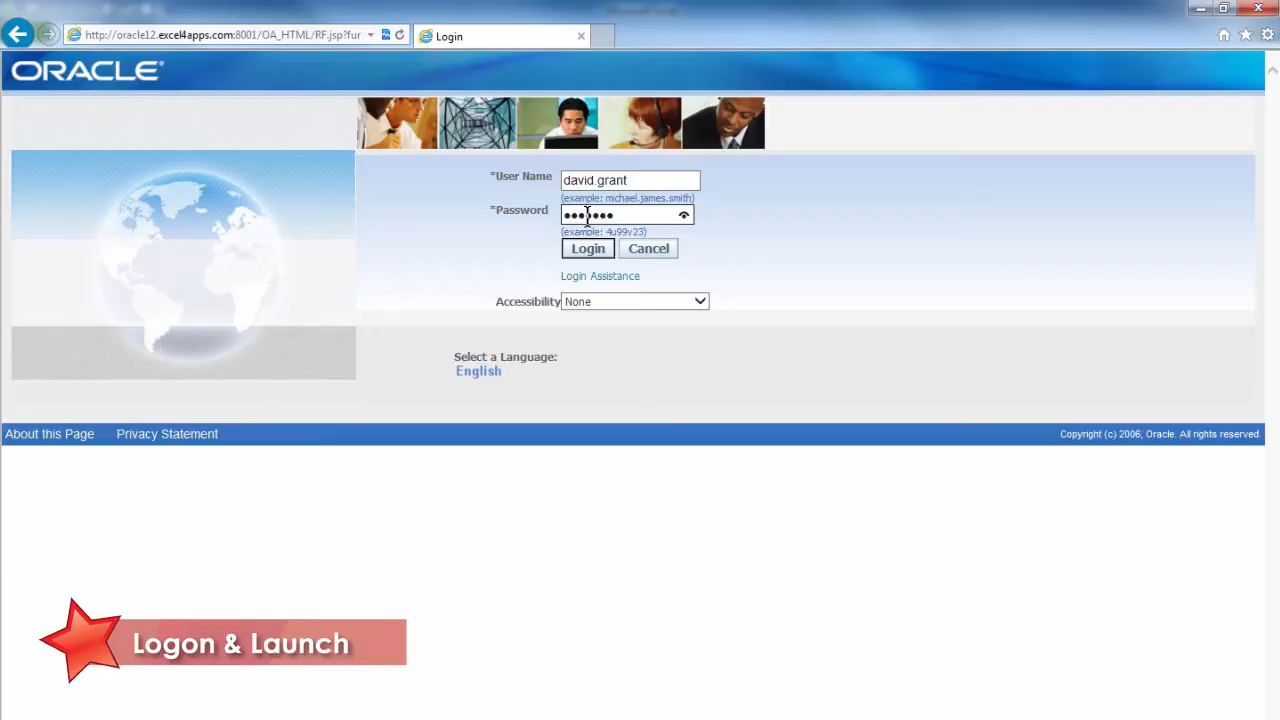 http://oracle12.excel4apps.com:8001/OA_HTML/RF.jsp?fur
Login
ORACLE®
*User Name
david.grant
(example: michael.james.smith)
*Password
(example: 4u99v23)
Login
Cancel
Login Assistance
Accessibility
None
Select a Language:
English
About this Page
Privacy Statement
Copyright (c) 2006, Oracle. All rights reserved.
Logon & Launch